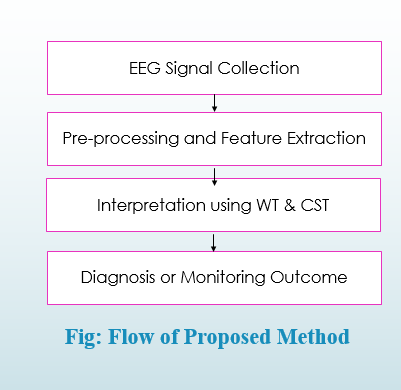 EEG Signal Collection
Pre-processing and Feature Extraction
Interpretation using WT & CST
Diagnosis or Monitoring Outcome
Fig: Flow of Proposed Method